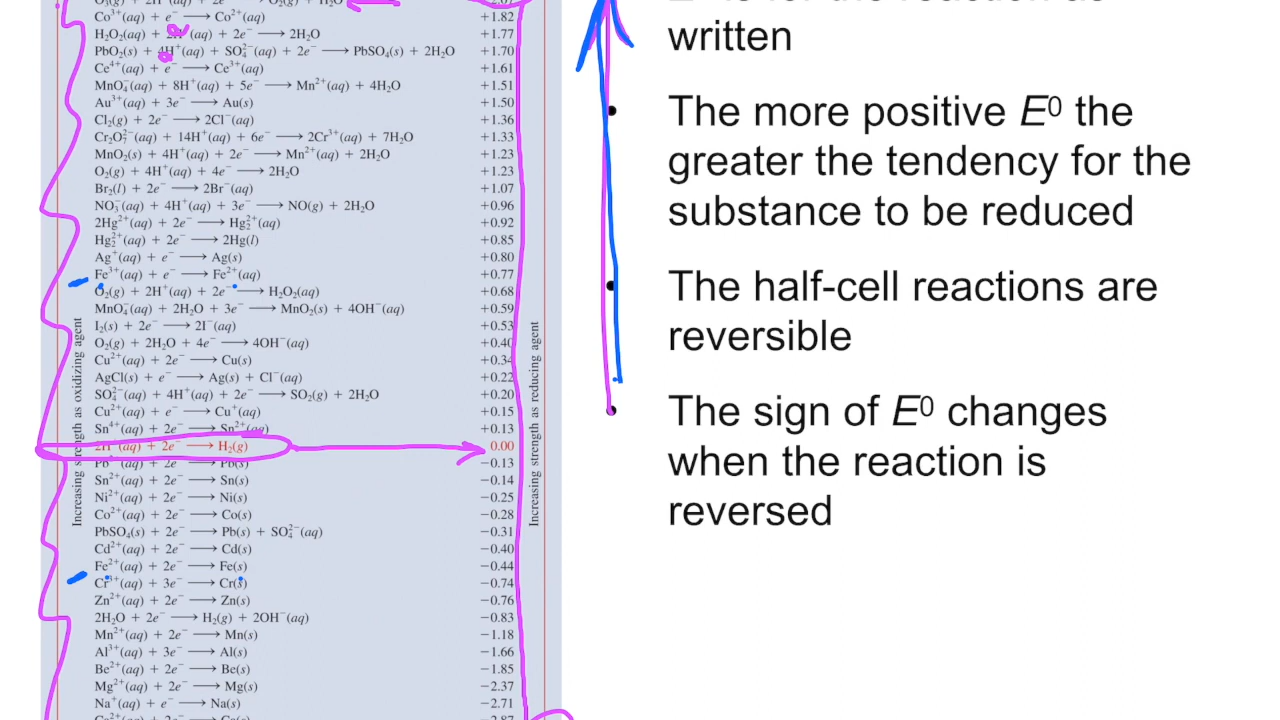 Co³⁺(aq) + e⁻ ⟶ Co²⁺(aq) +1.82
H₂O₂(aq) + (aq) + 2e⁻ ⟶ 2H₂O +1.77
PbO₂(s) + 4H⁺(aq) + SO₄²⁻(aq) + 2e⁻ ⟶ PbSO₄(s) + 2H₂O +1.70
Ce⁴⁺(aq) + e⁻ ⟶ Ce³⁺(aq) +1.61
MnO₄⁻(aq) + 8H⁺(aq) + 5e⁻ ⟶ Mn²⁺(aq) + 4H₂O +1.51
Au³⁺(aq) + 3e⁻ ⟶ Au(s) +1.50
Cl₂(g) + 2e⁻ ⟶ 2Cl⁻(aq) +1.36
Cr₂O₇²⁻(aq) + 14H⁺(aq) + 6e⁻ ⟶ 2Cr³⁺(aq) + 7H₂O +1.33
MnO₂(s) + 4H⁺(aq) + 2e⁻ ⟶ Mn²⁺(aq) + 2H₂O +1.23
O₂(g) + 4H⁺(aq) + 4e⁻ ⟶ 2H₂O +1.23
Br₂(l) + 2e⁻ ⟶ 2Br⁻(aq) +1.07
NO₃⁻(aq) + 4H⁺(aq) + 3e⁻ ⟶ NO(g) + 2H₂O +0.96
2Hg²⁺(aq) + 2e⁻ ⟶ Hg₂²⁺(aq) +0.92
Hg₂²⁺(aq) + 2e⁻ ⟶ 2Hg(l) +0.85
Ag⁺(aq) + e⁻ ⟶ Ag(s) +0.80
Fe³⁺(aq) + e⁻ ⟶ Fe²⁺(aq) +0.77
O₂(g) + 2H⁺(aq) + 2e⁻ ⟶ H₂O₂(aq) +0.68
MnO₄⁻(aq) + 2H₂O + 3e⁻ ⟶ MnO₂(s) + 4OH⁻(aq) +0.59
I₂(s) + 2e⁻ ⟶ 2I⁻(aq) +0.53
O₂(g) + 2H₂O + 4e⁻ ⟶ 4OH⁻(aq) +0.40
Cu²⁺(aq) + 2e⁻ ⟶ Cu(s) +0.34
AgCl(s) + e⁻ ⟶ Ag(s) + Cl⁻(aq) +0.22
SO₄²⁻(aq) + 4H⁺(aq) + 2e⁻ ⟶ SO₂(g) + 2H₂O +0.20
Cu²⁺(aq) + e⁻ ⟶ Cu⁺(aq) +0.15
Sn⁴⁺(aq) + 2e⁻ ⟶ Sn²⁺(aq) +0.13
2H⁺(aq) + 2e⁻ ⟶ H₂(g) 0.00
Pb²⁺(aq) + 2e⁻ ⟶ Pb(s) −0.13
Sn²⁺(aq) + 2e⁻ ⟶ Sn(s) −0.14
Ni²⁺(aq) + 2e⁻ ⟶ Ni(s) −0.25
Co²⁺(aq) + 2e⁻ ⟶ Co(s) −0.28
PbSO₄(s) + 2e⁻ ⟶ Pb(s) + SO₄²⁻(aq) −0.31
Cd²⁺(aq) + 2e⁻ ⟶ Cd(s) −0.40
Fe²⁺(aq) + 2e⁻ ⟶ Fe(s) −0.44
Cr³⁺(aq) + 3e⁻ ⟶ Cr(s) −0.74
Zn²⁺(aq) + 2e⁻ ⟶ Zn(s) −0.76
2H₂O + 2e⁻ ⟶ H₂(g) + 2OH⁻(aq) −0.83
Mn²⁺(aq) + 2e⁻ ⟶ Mn(s) −1.18
Al³⁺(aq) + 3e⁻ ⟶ Al(s) −1.66
Be²⁺(aq) + 2e⁻ ⟶ Be(s) −1.85
Mg²⁺(aq) + 2e⁻ ⟶ Mg(s) −2.37
Na⁺(aq) + e⁻ ⟶ Na(s) −2.71
Increasing strength as oxidizing agent
Increasing strength as reducing agent
written
• The more positive E⁰ the
greater the tendency for the
substance to be reduced
• The half-cell reactions are
reversible
• The sign of E⁰ changes
when the reaction is
reversed